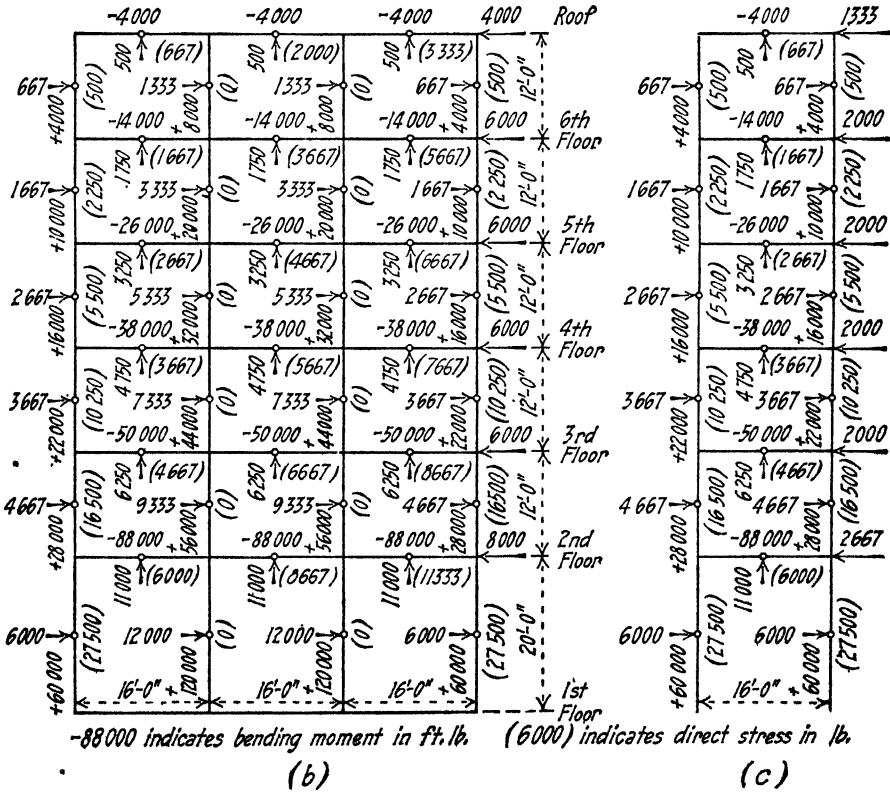 -4000 -4000 -4000 4000 Roof -4000 1333
500 (667) 500 (2000) 500 (3333) 500 (667)
667 (500) 1333 (0) 1333 (0) 667 (500) 12'-0" 667 (500) 667 (500)
+4000 +8000 +8000 +4000 +4000 +4000
-14000 -14000 -14000 6000 6th Floor -14000 2000
1750 (1667) 1750 (3667) 1750 (5667) 1750 (1667)
1667 (2250) 3333 (0) 3333 (0) 1667 (2250) 12'-0" 1667 (2250) 1667 (2250)
+10000 +20000 +20000 +10000 +10000 +10000
-26000 -26000 -26000 6000 5th Floor -26000 2000
3250 (2667) 3250 (4667) 3250 (6667) 3250 (2667)
2667 (5500) 5333 (0) 5333 (0) 2667 (5500) 12'-0" 2667 (5500) 2667 (5500)
+16000 +32000 +32000 +16000 +16000 +16000
-38000 -38000 -38000 6000 4th Floor -38000 2000
4750 (3667) 4750 (5667) 4750 (7667) 4750 (3667)
3667 (10250) 7333 (0) 7333 (0) 3667 (10250) 12'-0" 3667 (10250) 3667 (10250)
+22000 +44000 +44000 +22000 +22000 +22000
-50000 -50000 -50000 6000 3rd Floor -50000 2000
6250 (4667) 6250 (6667) 6250 (8667) 6250 (4667)
4667 (16500) 9333 (0) 9333 (0) 4667 (16500) 12'-0" 4667 (16500) 4667 (16500)
+28000 +56000 +56000 +28000 +28000 +28000
-88000 -88000 -88000 8000 2nd Floor -88000 2667
11000 (6000) 11000 (8667) 11000 (11333) 11000 (6000)
6000 (27500) 12000 (0) 12000 (0) 6000 (27500) 20'-0" 6000 (27500) 6000 (27500)
+60000 +120000 +120000 +60000 +60000 +60000
16'-0" 16'-0" 16'-0" 1st Floor 16'-0"
-88000 indicates bending moment in ft. lb. (6000) indicates direct stress in lb.
(b) (c)